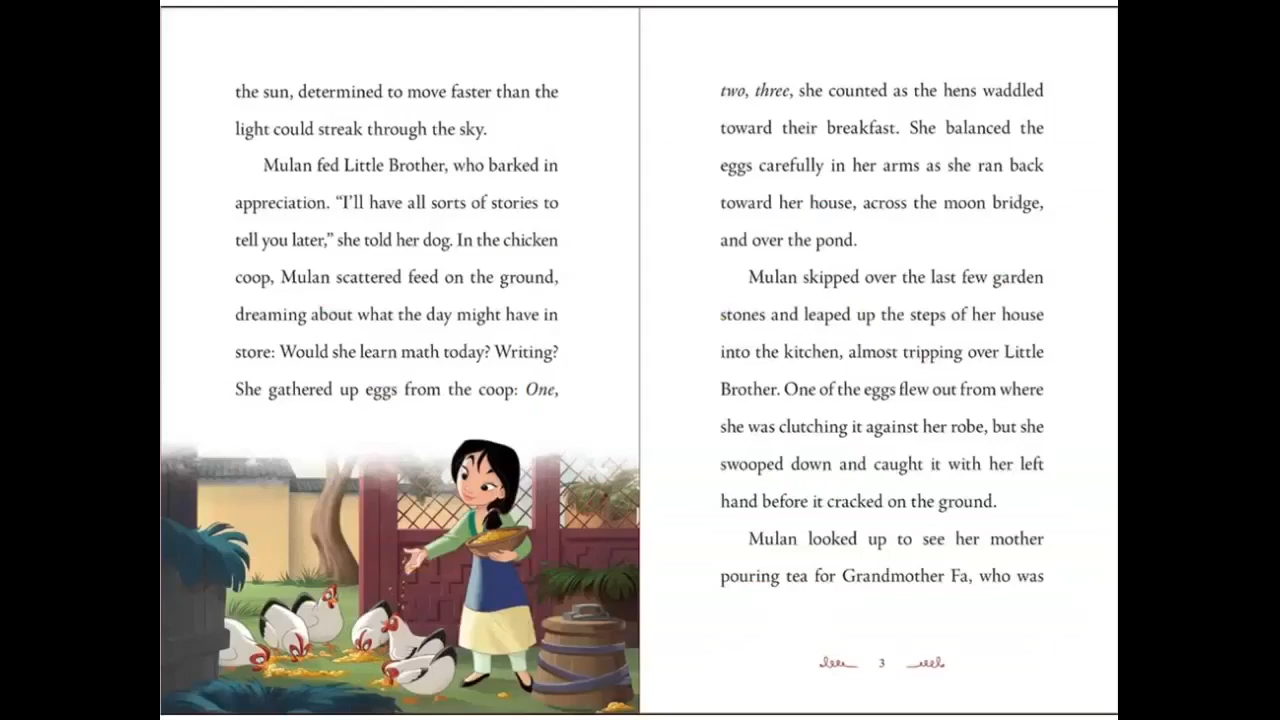 the sun, determined to move faster than the
light could streak through the sky.
Mulan fed Little Brother, who barked in
appreciation. “I’ll have all sorts of stories to
tell you later,” she told her dog. In the chicken
coop, Mulan scattered feed on the ground,
dreaming about what the day might have in
store: Would she learn math today? Writing?
She gathered up eggs from the coop: One,
two, three, she counted as the hens waddled
toward their breakfast. She balanced the
eggs carefully in her arms as she ran back
toward her house, across the moon bridge,
and over the pond.
Mulan skipped over the last few garden
stones and leaped up the steps of her house
into the kitchen, almost tripping over Little
Brother. One of the eggs flew out from where
she was clutching it against her robe, but she
swooped down and caught it with her left
hand before it cracked on the ground.
Mulan looked up to see her mother
pouring tea for Grandmother Fa, who was
3